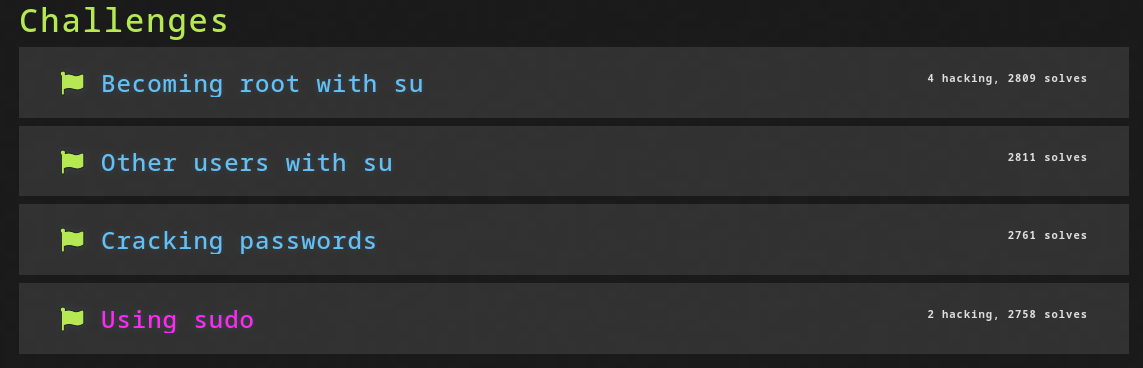 Challenges
Becoming root with su
4 hacking, 2809 solves
Other users with su
2811 solves
Cracking passwords
2761 solves
Using sudo
2 hacking, 2758 solves